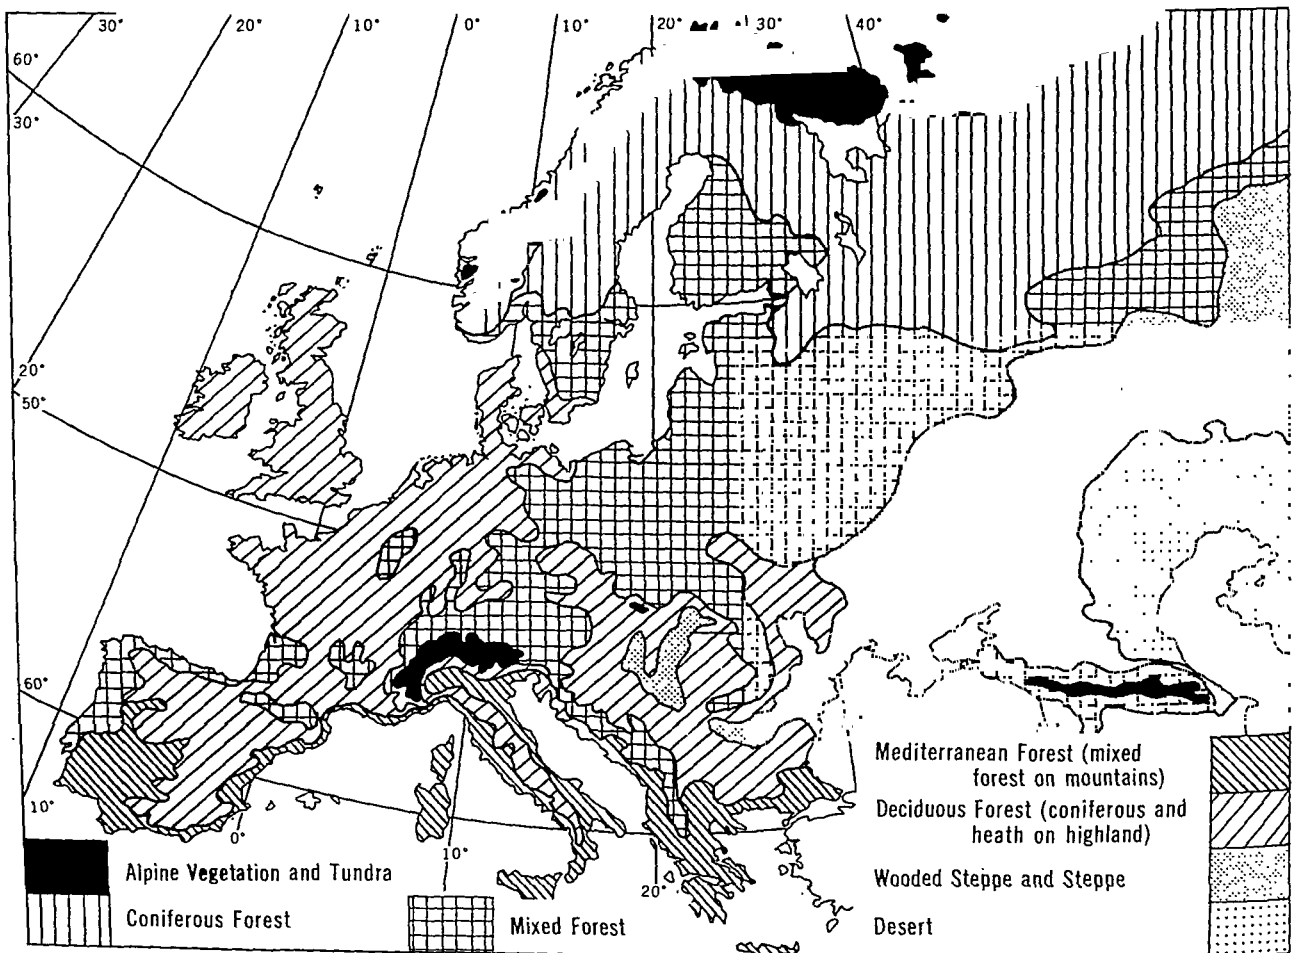 30° 20° 10° 0° 10° 20° 30° 40°
60°
30°
20°
50°
60°
10°
0°
10°
20°
Mediterranean Forest (mixed
forest on mountains)
Deciduous Forest (coniferous and
heath on highland)
Wooded Steppe and Steppe
Desert
Alpine Vegetation and Tundra
Coniferous Forest
Mixed Forest